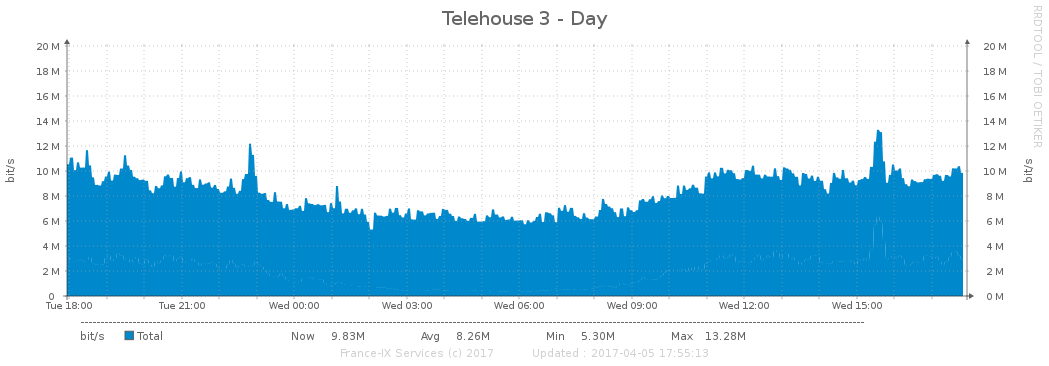 Telehouse 3 - Day
RRDTOOL / TOBI OETIKER
bit/s
bit/s
20 M 20 M
18 M 18 M
16 M 16 M
14 M 14 M
12 M 12 M
10 M 10 M
8 M 8 M
6 M 6 M
4 M 4 M
2 M 2 M
0 0 M
Tue 18:00 Tue 21:00 Wed 00:00 Wed 03:00 Wed 06:00 Wed 09:00 Wed 12:00 Wed 15:00
bit/s Total Now 9.83M Avg 8.26M Min 5.30M Max 13.28M
France-IX Services (c) 2017 Updated : 2017-04-05 17:55:13